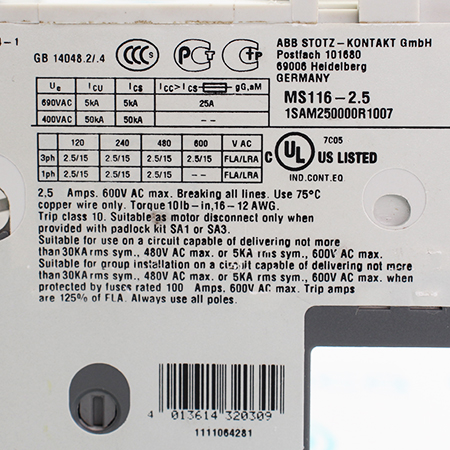 -1
GB 14048.2/.4
CCC
PG
ABB STOTZ-KONTAKT GmbH
Postfach 101680
69006 Heidelberg
GERMANY
Ue ICU ICS ICC>ICS gG,aM
690VAC 5kA 5kA 25A
400VAC 50kA 50kA --
MS116-2.5
1SAM250000R1007
120 240 480 600 V AC
3ph 2.5/15 2.5/15 2.5/15 2.5/15 FLA/LRA
1ph 2.5/15 2.5/15 2.5/15 2.5/15 FLA/LRA
7C05
C UL US LISTED
IND.CONT.EQ.
2.5 Amps. 600V AC max. Breaking all lines. Use 75°C
copper wire only. Torque 10lb-in,16-12 AWG.
Trip class 10. Suitable as motor disconnect only when
provided with padlock kit SA1 or SA3.
Suitable for use on a circuit capable of delivering not more
than 30KA rms sym., 480V AC max. or 5KA rms sym., 600V AC max.
Suitable for group installation on a circuit capable of delivering not more
than 30KA rms sym., 480V AC max. or 5KA rms sym., 600V AC max. when
protected by fuses rated 100 Amps, 600V AC max. Trip amps
are 125% of FLA. Always use all poles.
4 013614 320309
1111064281